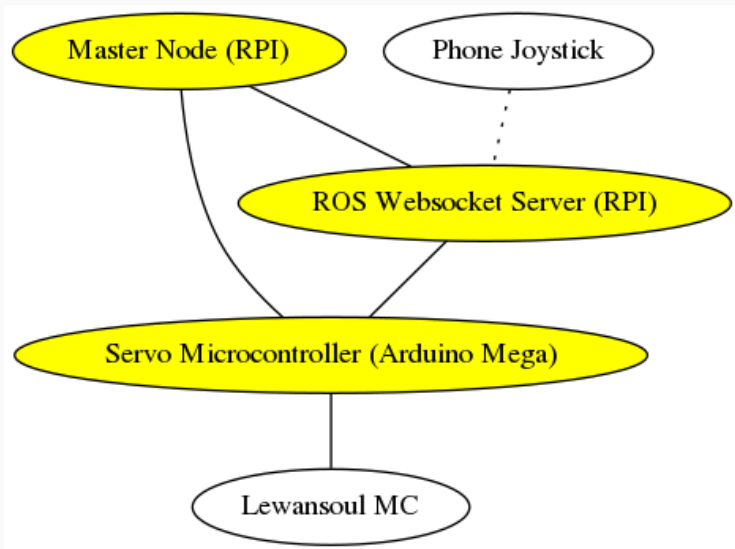 Master Node (RPI)
Phone Joystick
ROS Websocket Server (RPI)
Servo Microcontroller (Arduino Mega)
Lewansoul MC